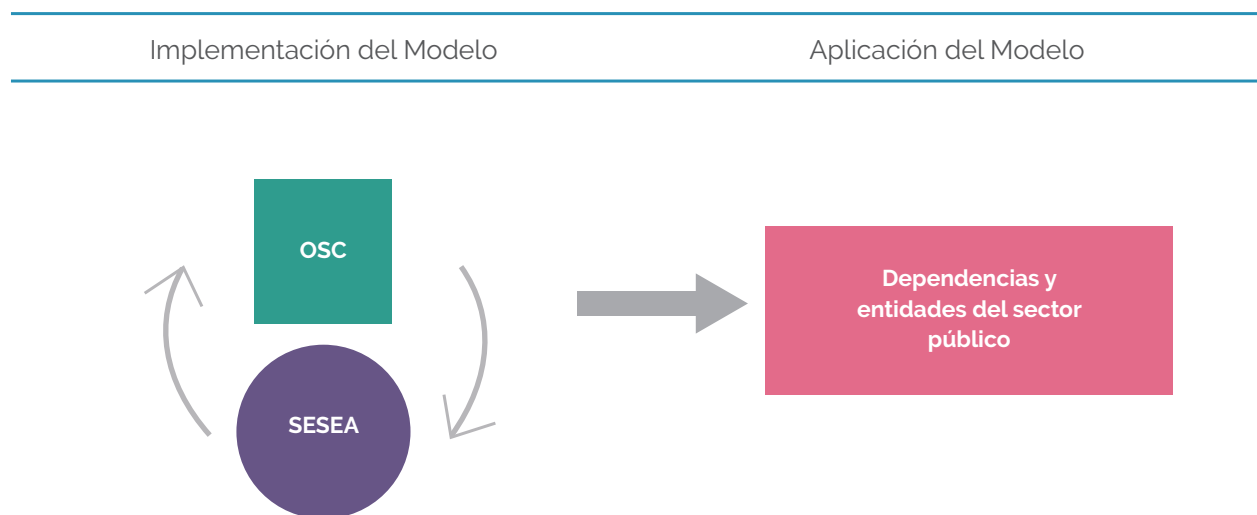 Implementación del Modelo
Aplicación del Modelo
OSC
SESEA
Dependencias y
entidades del sector
público